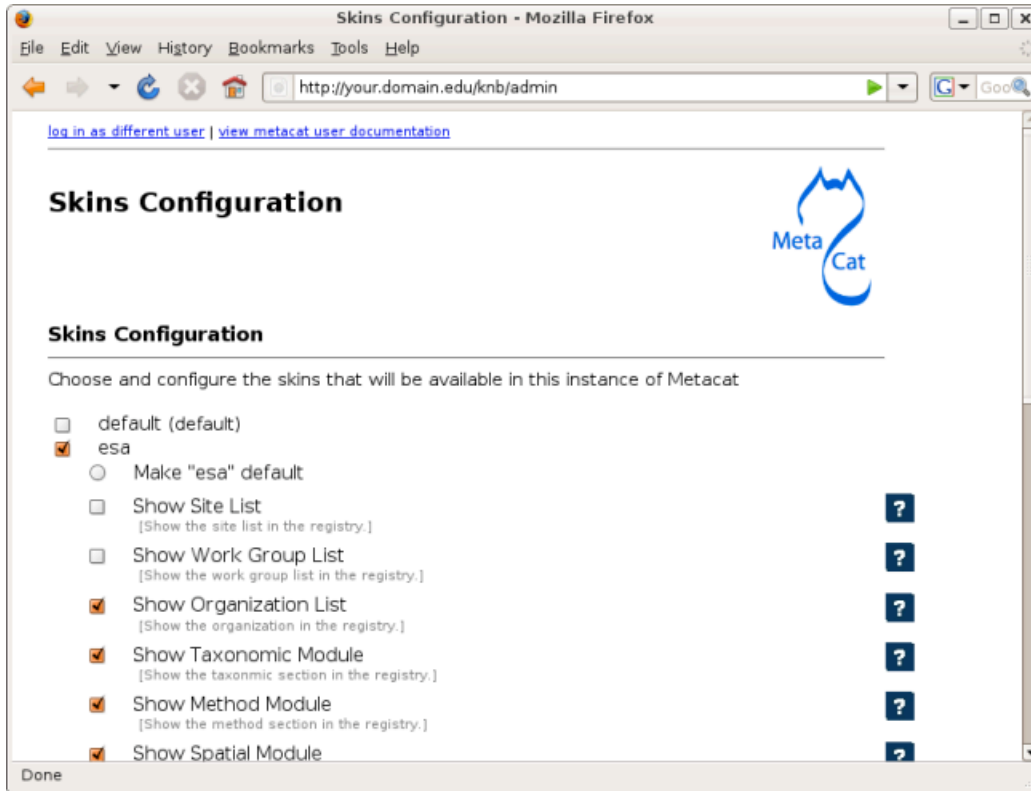 Skins Configuration - Mozilla Firefox
File Edit View History Bookmarks Tools Help
http://your.domain.edu/knb/admin
G Goo
log in as different user | view metacat user documentation
Skins Configuration
Meta
Cat
Skins Configuration
Choose and configure the skins that will be available in this instance of Metacat
default (default)
esa
Make "esa" default
Show Site List ?
[Show the site list in the registry.]
Show Work Group List ?
[Show the work group list in the registry.]
Show Organization List ?
[Show the organization in the registry.]
Show Taxonomic Module ?
[Show the taxonmic section in the registry.]
Show Method Module ?
[Show the method section in the registry.]
Show Spatial Module ?
Done